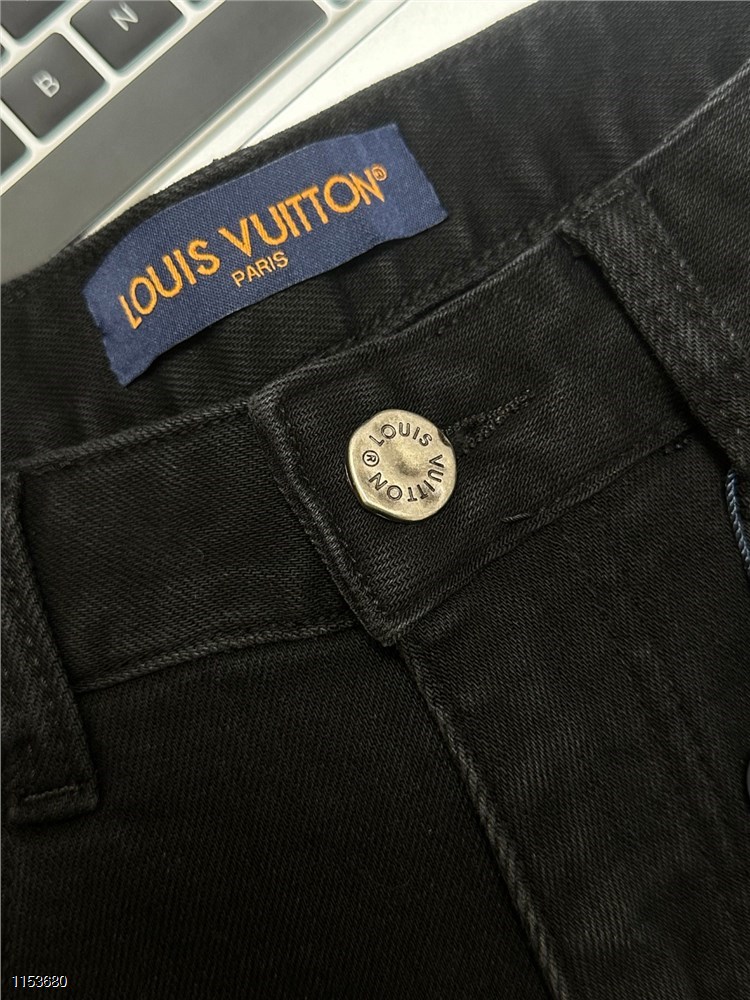 N
B
LOUIS VUITTON®
PARIS
LOUIS VUITTON ®
1153680